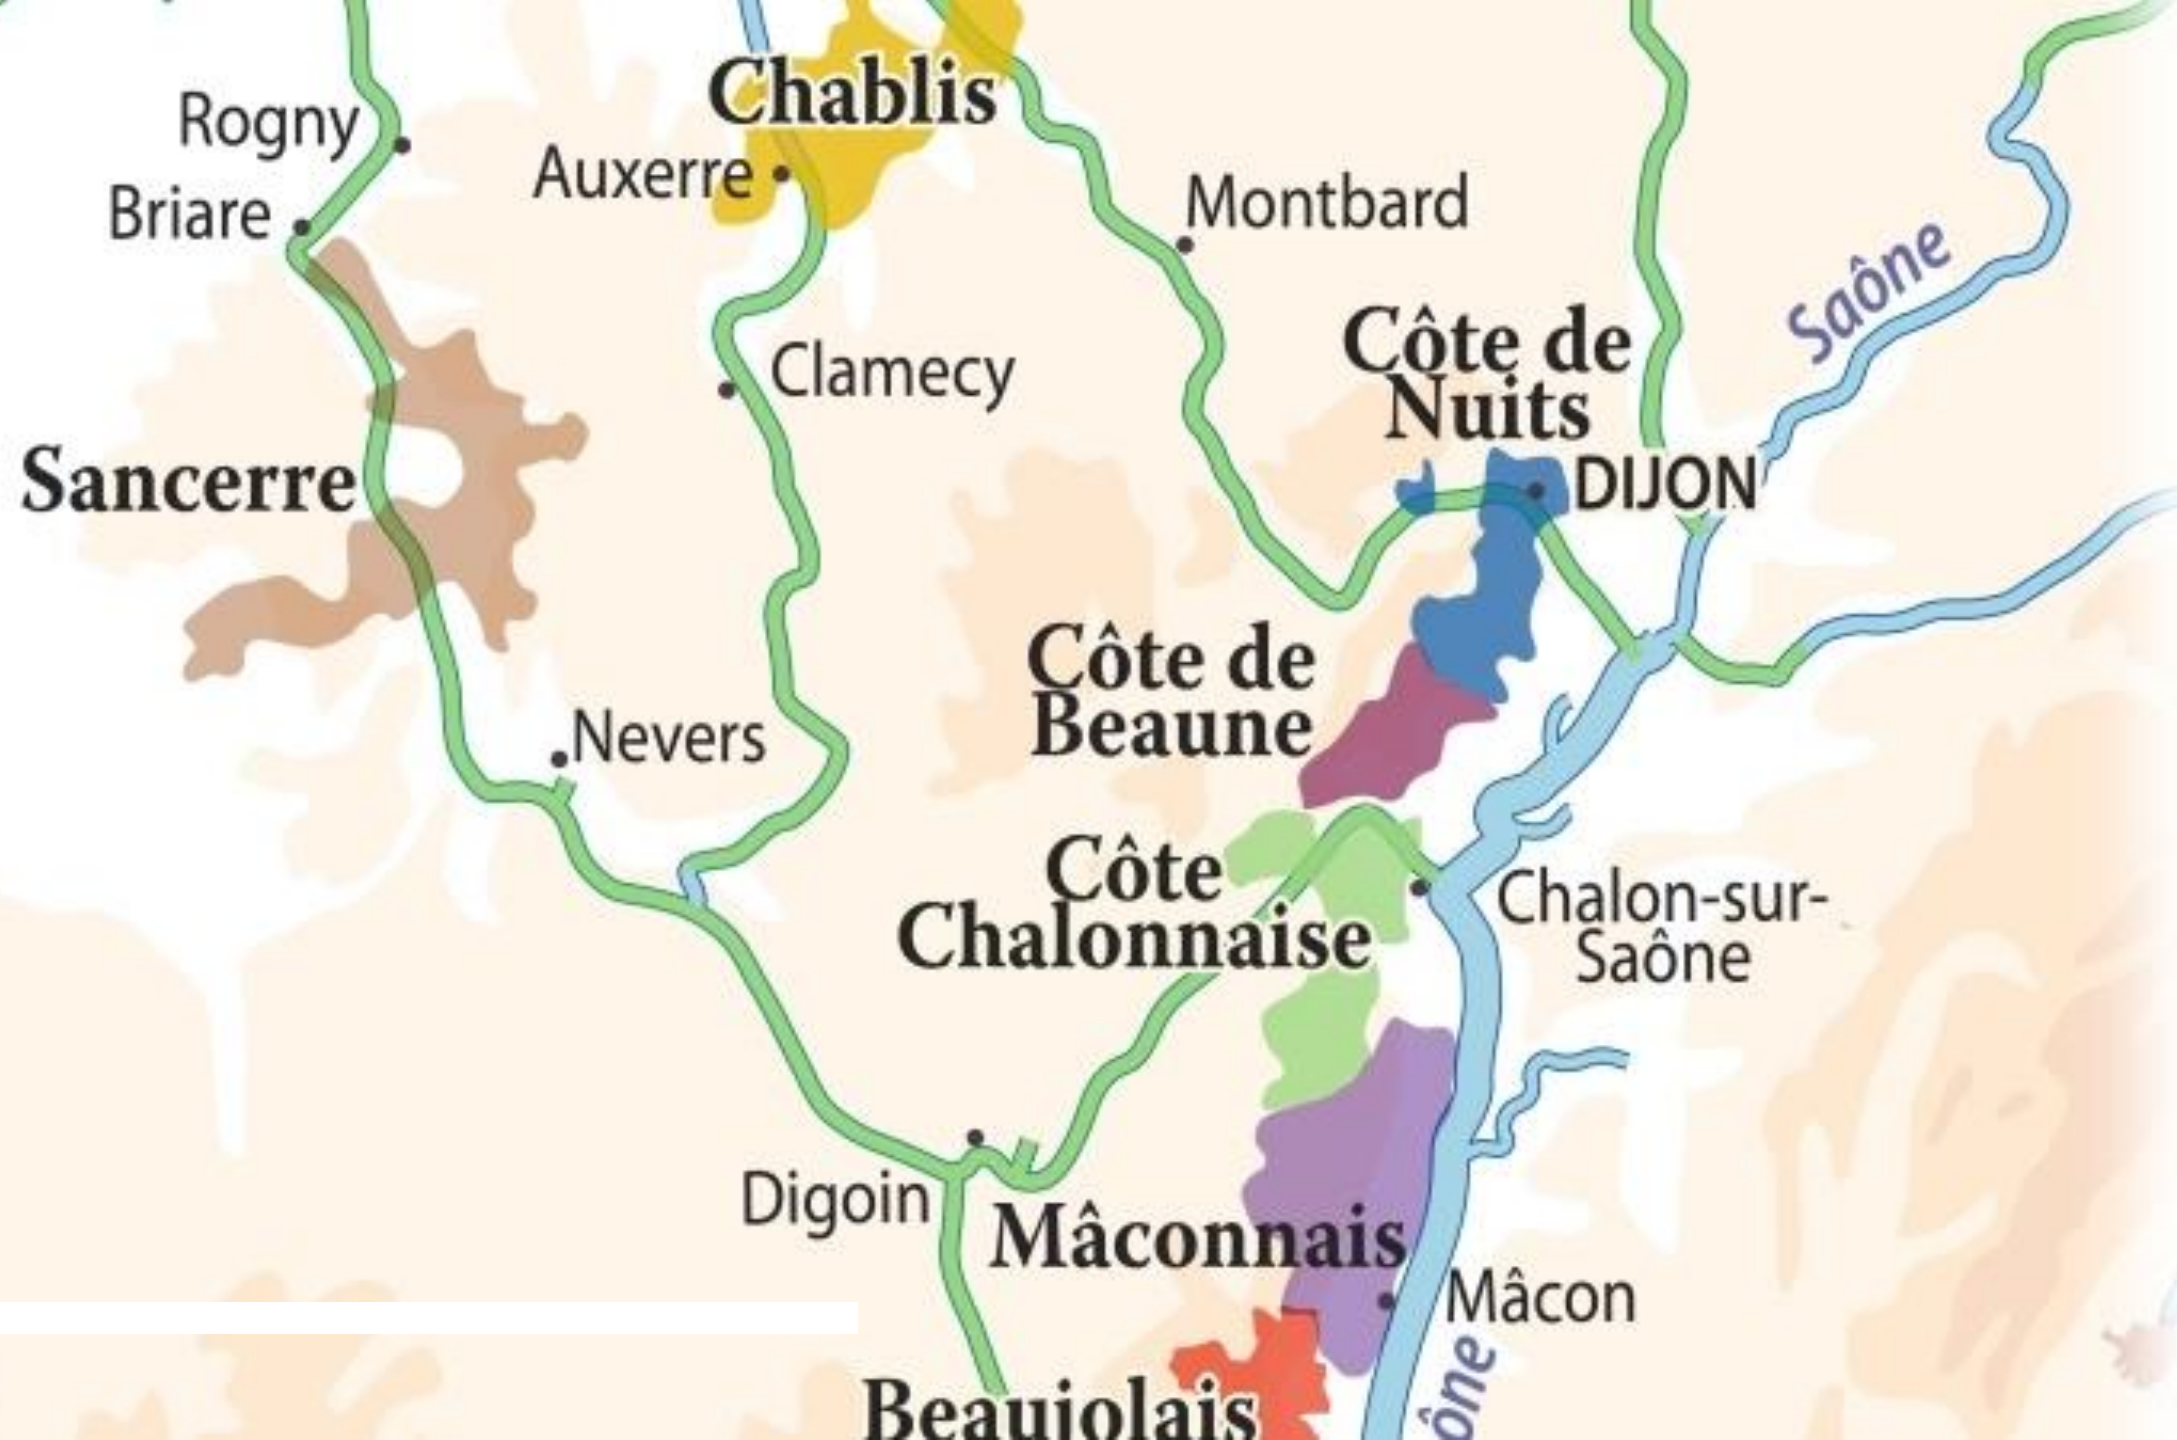 Chablis
Rogny
Auxerre
Briare
Montbard
Saône
Côte de
Nuits
Clamecy
Sancerre
DIJON
Côte de
Beaune
Nevers
Côte
Chalonnaise
Chalon-sur-
Saône
Digoin
Mâconnais
Mâcon
ône
Beaujolais